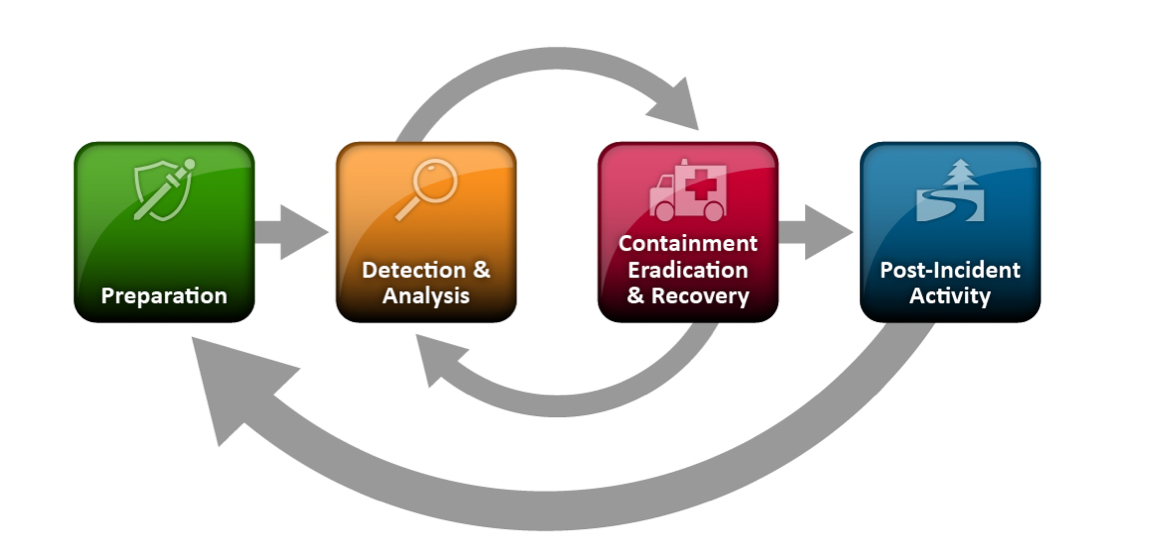 Preparation
Detection &
Analysis
Containment
Eradication
& Recovery
Post-Incident
Activity